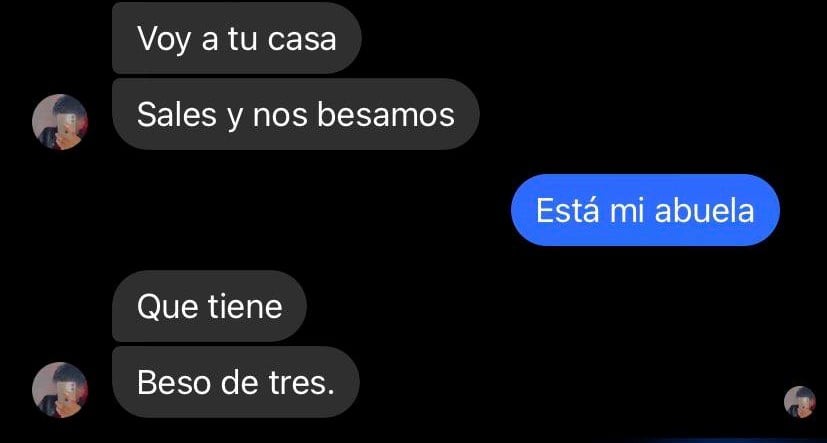 Voy a tu casa
Sales y nos besamos
Está mi abuela
Que tiene
Beso de tres.